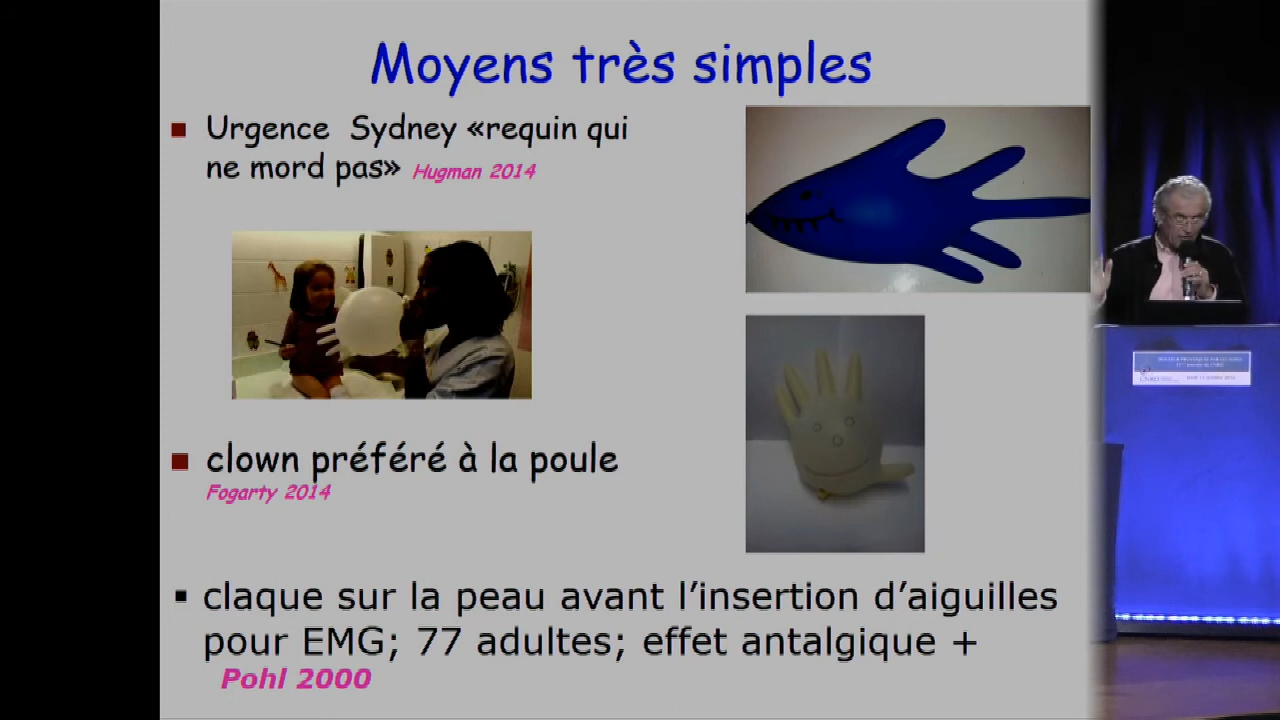 Moyens très simples
Urgence Sydney «requin qui
ne mord pas» Hugman 2014
clown préféré à la poule
Fogarty 2014
claque sur la peau avant l’insertion d’aiguilles
pour EMG; 77 adultes; effet antalgique +
Pohl 2000